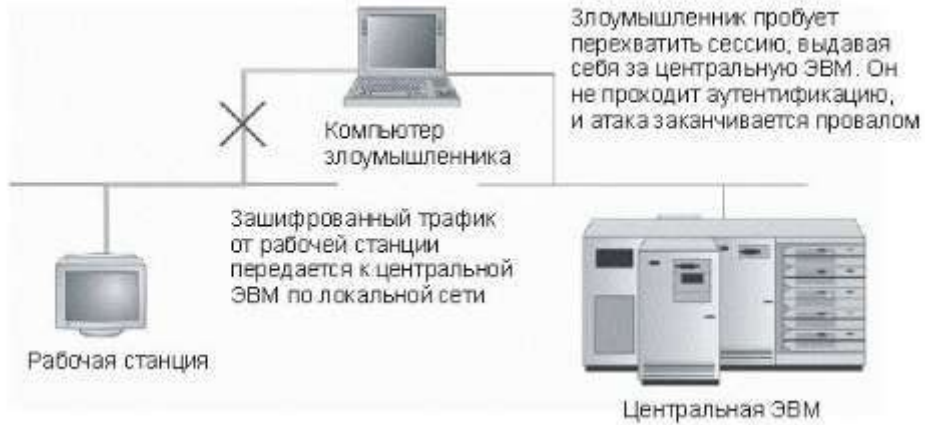 Злоумышленник пробует
перехватить сессию, выдавая
себя за центральную ЭВМ. Он
не проходит аутентификацию,
и атака заканчивается провалом
Компьютер
злоумышленника
Зашифрованный трафик
от рабочей станции
передается к центральной
ЭВМ по локальной сети
Рабочая станция
Центральная ЭВМ